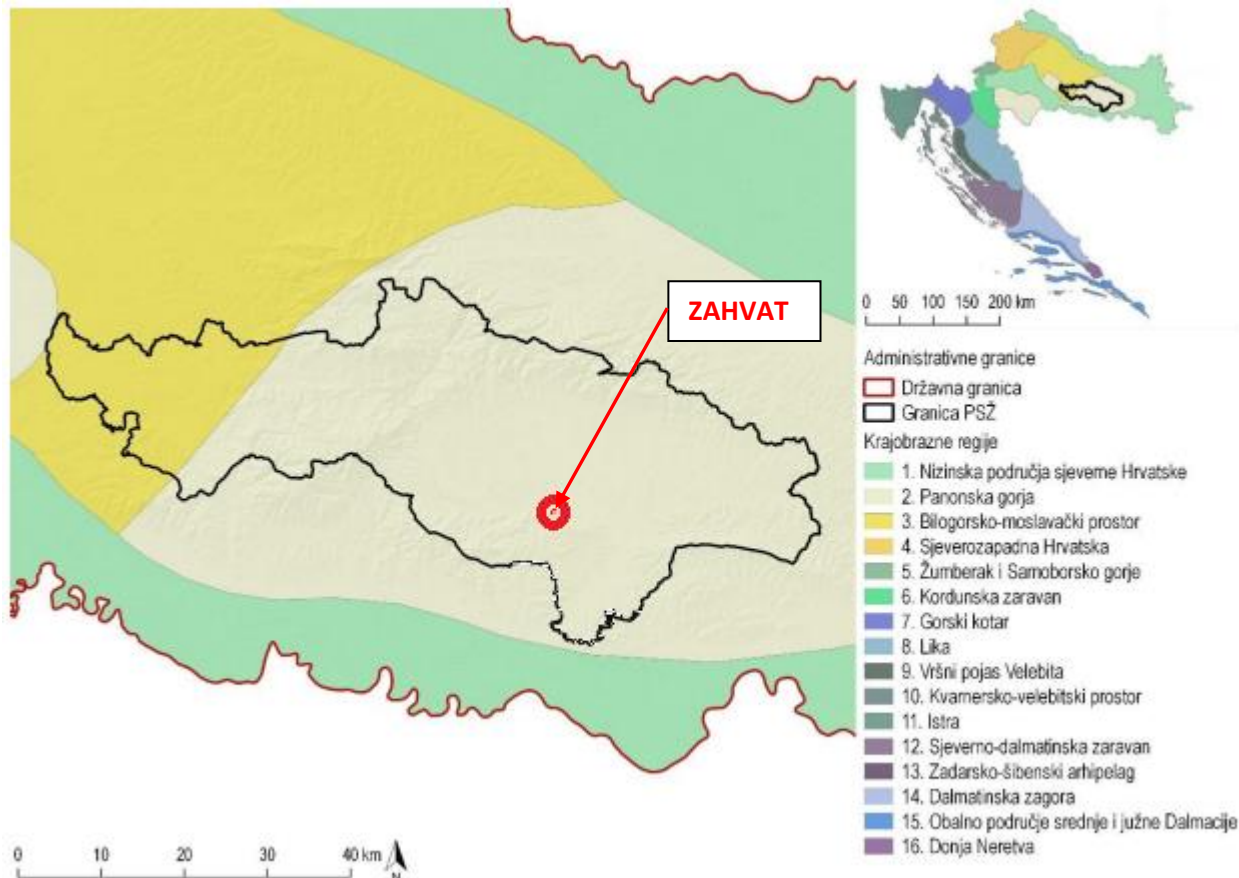 ZAHVAT
0 50 100 150 200 km
Administrativne granice
Državna granica
Granica PSŽ
Krajobrazne regije
1. Nizinska područja sjeverne Hrvatske
2. Panonska gorja
3. Bilogorsko-moslavački prostor
4. Sjeverozapadna Hrvatska
5. Žumberak i Samoborsko gorje
6. Kordunska zaravan
7. Gorski kotar
8. Lika
9. Vršni pojas Velebita
10. Kvarnersko-velebitski prostor
11. Istra
12. Sjeverno-dalmatinska zaravan
13. Zadarsko-šibenski arhipelag
14. Dalmatinska zagora
15. Obalno područje srednje i južne Dalmacije
16. Donja Neretva
0 10 20 30 40 km
N